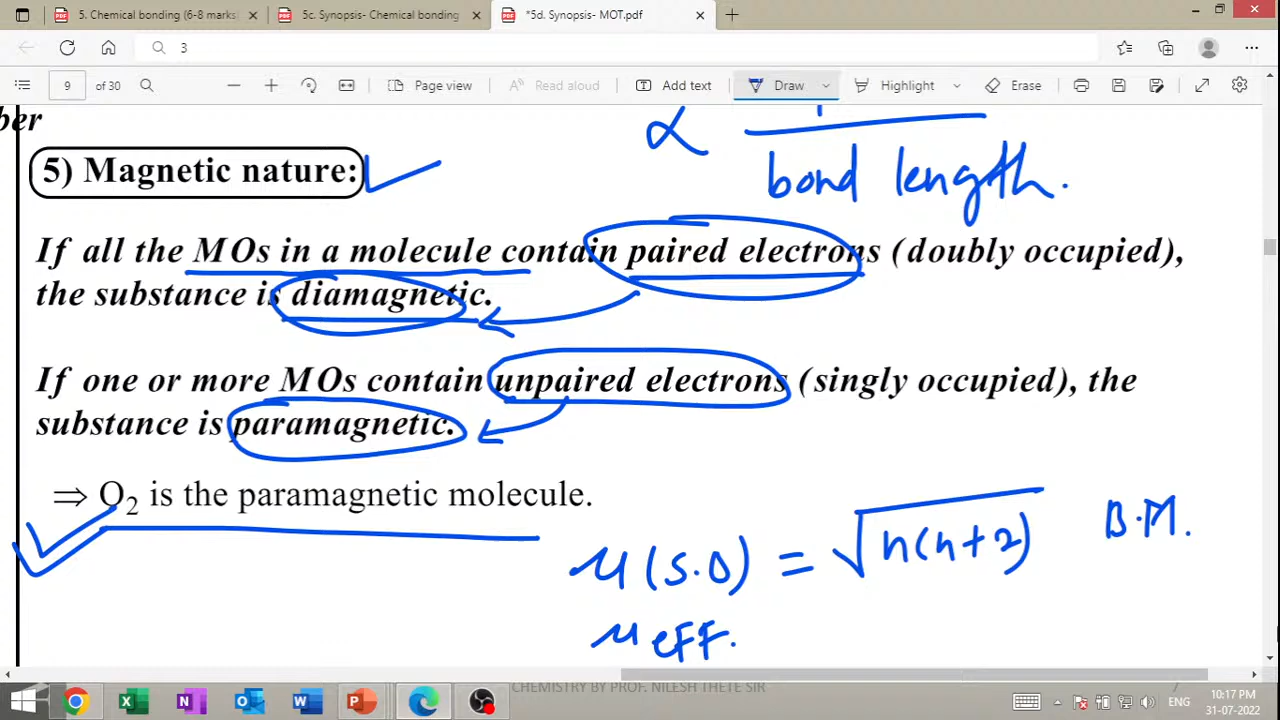 5. Chemical bonding (6-8 marks)
5c. Synopsis- Chemical bonding
*5d. Synopsis- MOT.pdf
3
9 of 30
Page view
Read aloud
Add text
Draw
Highlight
Erase
ber
∝
bond length.
5) Magnetic nature:
If all the MOs in a molecule contain paired electrons (doubly occupied),
the substance is diamagnetic.
If one or more MOs contain unpaired electrons (singly occupied), the
substance is paramagnetic.
⇒ O₂ is the paramagnetic molecule.
μ(S.O) = √n(n+2) B.M.
μ eff.
CHEMISTRY BY PROF. NILESH THETE SIR
7
ENG
10:17 PM
31-07-2022